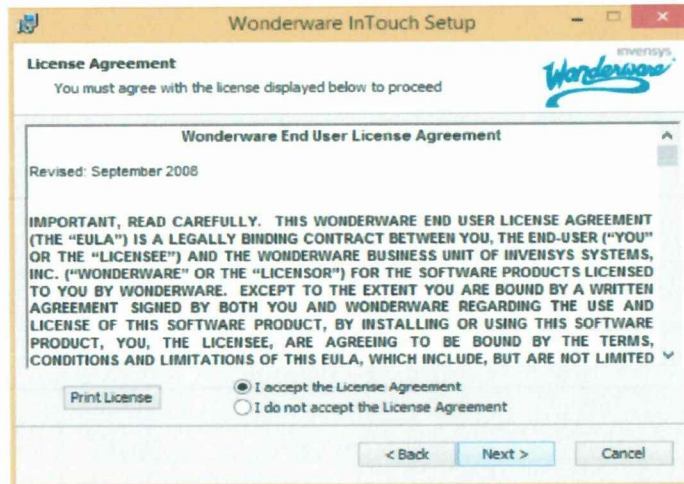 Wonderware InTouch Setup
License Agreement
You must agree with the license displayed below to proceed
invensys
Wonderware
Wonderware End User License Agreement
Revised: September 2008
IMPORTANT, READ CAREFULLY. THIS WONDERWARE END USER LICENSE AGREEMENT
(THE “EULA”) IS A LEGALLY BINDING CONTRACT BETWEEN YOU, THE END-USER (“YOU”
OR THE “LICENSEE”) AND THE WONDERWARE BUSINESS UNIT OF INVENSYS SYSTEMS,
INC. (“WONDERWARE” OR THE “LICENSOR”) FOR THE SOFTWARE PRODUCTS LICENSED
TO YOU BY WONDERWARE. EXCEPT TO THE EXTENT YOU ARE BOUND BY A WRITTEN
AGREEMENT SIGNED BY BOTH YOU AND WONDERWARE REGARDING THE USE AND
LICENSE OF THIS SOFTWARE PRODUCT, BY INSTALLING OR USING THIS SOFTWARE
PRODUCT, YOU, THE LICENSEE, ARE AGREEING TO BE BOUND BY THE TERMS,
CONDITIONS AND LIMITATIONS OF THIS EULA, WHICH INCLUDE, BUT ARE NOT LIMITED
Print License
I accept the License Agreement
I do not accept the License Agreement
< Back
Next >
Cancel